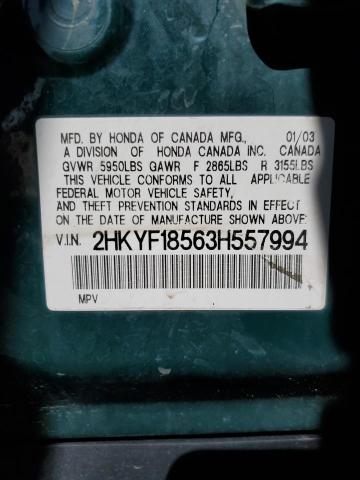 MFD. BY HONDA OF CANADA MFG., 01/03
A DIVISION OF HONDA CANADA INC. CANADA
GVWR 5950LBS GAWR F 2865LBS R 3155LBS
THIS VEHICLE CONFORMS TO ALL APPLICABLE
FEDERAL MOTOR VEHICLE SAFETY,
AND THEFT PREVENTION STANDARDS IN EFFECT
ON THE DATE OF MANUFACTURE SHOWN ABOVE.
V.I.N. 2HKYF18563H557994
MPV